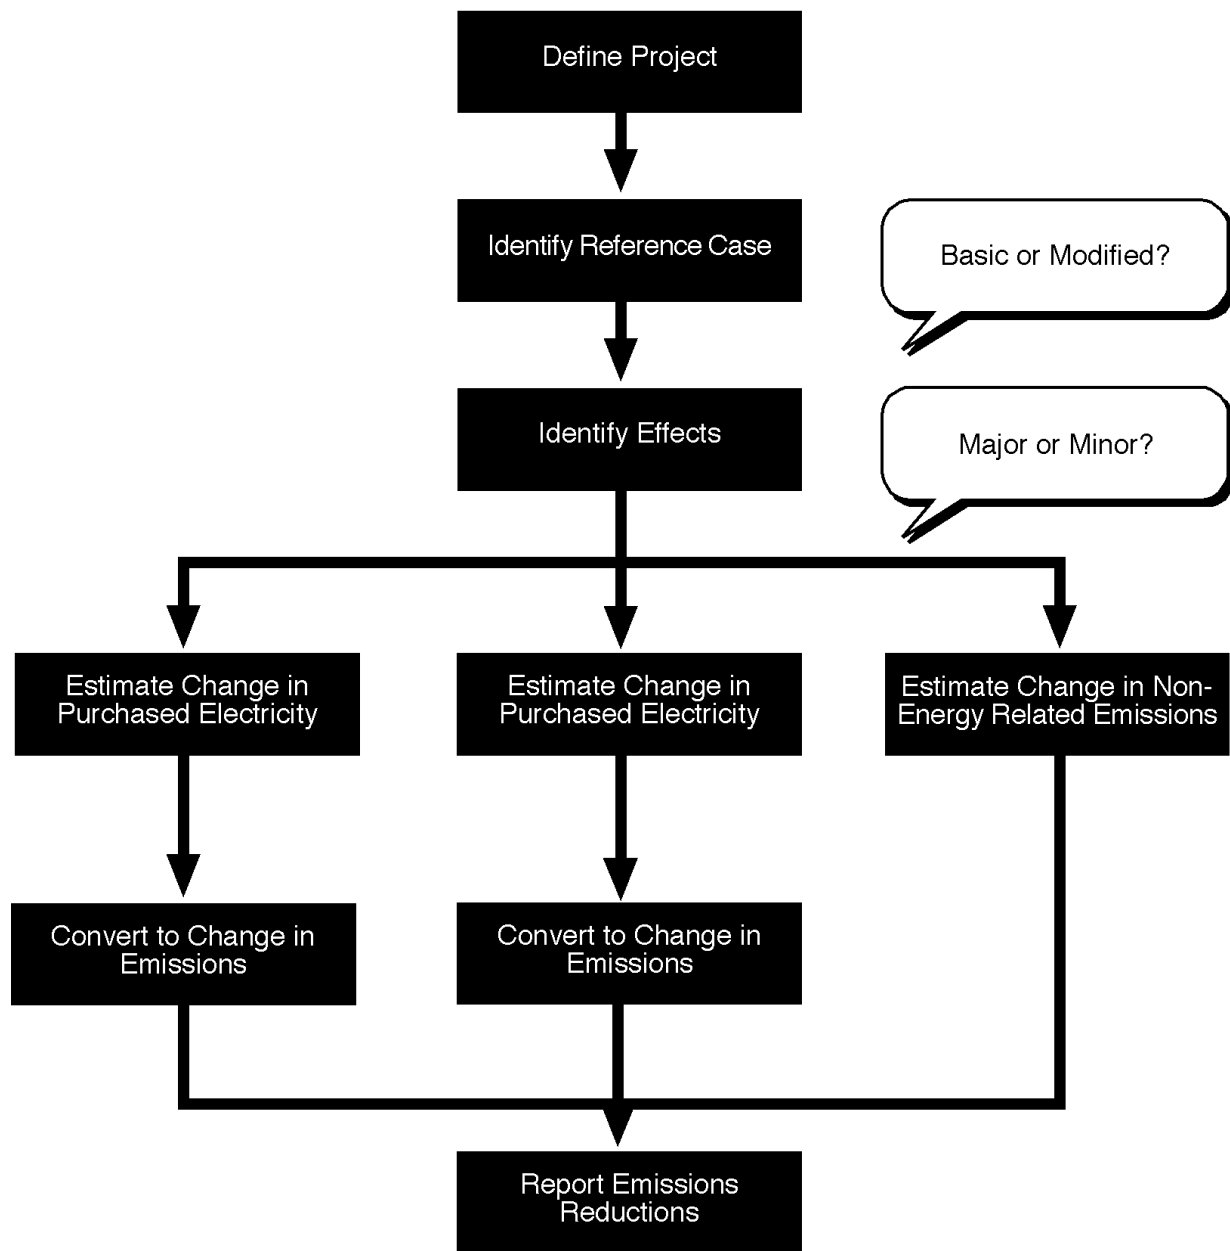 Define Project
Identify Reference Case
Basic or Modified?
Identify Effects
Major or Minor?
Estimate Change in
Purchased Electricity
Estimate Change in
Purchased Electricity
Estimate Change in Non-
Energy Related Emissions
Convert to Change in
Emissions
Convert to Change in
Emissions
Report Emissions
Reductions